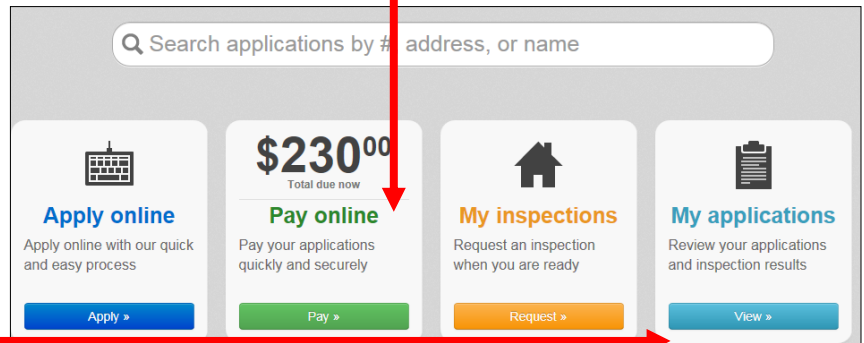 Search applications by #, address, or name
$230.00
Total due now
Apply online
Apply online with our quick
and easy process
Apply »
Pay online
Pay your applications
quickly and securely
Pay »
My inspections
Request an inspection
when you are ready
Request »
My applications
Review your applications
and inspection results
View »